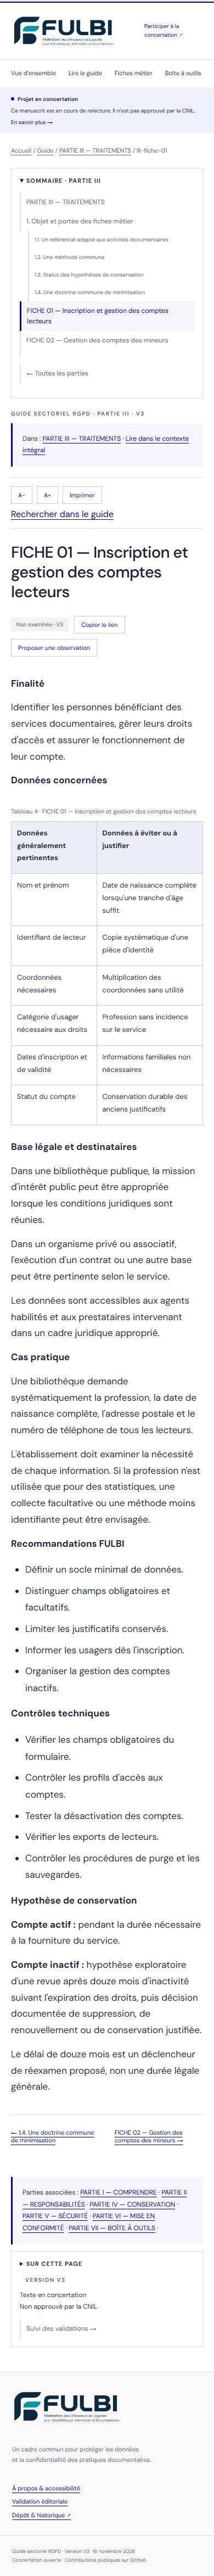 FULBI
Fédération des Utilisateurs de Logiciels
pour Bibliothèques, Information & Documentation
Participer à la
concertation ↗
Vue d'ensemble Lire le guide Fiches métier Boîte à outils
Projet en concertation
Ce manuscrit est en cours de relecture. Il n'est pas approuvé par la CNIL.
En savoir plus →
Accueil / Guide / PARTIE III — TRAITEMENTS / III-fiche-01
▼ SOMMAIRE · PARTIE III
PARTIE III — TRAITEMENTS
1. Objet et portée des fiches métier
1.1. Un référentiel adapté aux activités documentaires
1.2. Une méthode commune
1.3. Statut des hypothèses de conservation
1.4. Une doctrine commune de minimisation
FICHE 01 — Inscription et gestion des comptes
lecteurs
FICHE 02 — Gestion des comptes des mineurs
← Toutes les parties
GUIDE SECTORIEL RGPD · PARTIE III · V3
Dans : PARTIE III — TRAITEMENTS · Lire dans le contexte
intégral
A− A+ Imprimer
Rechercher dans le guide
FICHE 01 — Inscription et
gestion des comptes
lecteurs
Non examinée · V3 Copier le lien
Proposer une observation
Finalité
Identifier les personnes bénéficiant des
services documentaires, gérer leurs droits
d'accès et assurer le fonctionnement de
leur compte.
Données concernées
Tableau 4 · FICHE 01 — Inscription et gestion des comptes lecteurs
Données
généralement
pertinentes
Données à éviter ou à
justifier
Nom et prénom
Date de naissance complète
lorsqu'une tranche d'âge
suffit
Identifiant de lecteur
Copie systématique d'une
pièce d'identité
Coordonnées
nécessaires
Multiplication des
coordonnées sans utilité
Catégorie d'usager
nécessaire aux droits
Profession sans incidence
sur le service
Dates d'inscription et
de validité
Informations familiales non
nécessaires
Statut du compte
Conservation durable des
anciens justificatifs
Base légale et destinataires
Dans une bibliothèque publique, la mission
d'intérêt public peut être appropriée
lorsque les conditions juridiques sont
réunies.
Dans un organisme privé ou associatif,
l'exécution d'un contrat ou une autre base
peut être pertinente selon le service.
Les données sont accessibles aux agents
habilités et aux prestataires intervenant
dans un cadre juridique approprié.
Cas pratique
Une bibliothèque demande
systématiquement la profession, la date de
naissance complète, l'adresse postale et le
numéro de téléphone de tous les lecteurs.
L'établissement doit examiner la nécessité
de chaque information. Si la profession n'est
utilisée que pour des statistiques, une
collecte facultative ou une méthode moins
identifiante peut être envisagée.
Recommandations FULBI
• Définir un socle minimal de données.
• Distinguer champs obligatoires et
facultatifs.
• Limiter les justificatifs conservés.
• Informer les usagers dès l'inscription.
• Organiser la gestion des comptes
inactifs.
Contrôles techniques
• Vérifier les champs obligatoires du
formulaire.
• Contrôler les profils d'accès aux
comptes.
• Tester la désactivation des comptes.
• Vérifier les exports de lecteurs.
• Contrôler les procédures de purge et les
sauvegardes.
Hypothèse de conservation
Compte actif : pendant la durée nécessaire
à la fourniture du service.
Compte inactif : hypothèse exploratoire
d'une revue après douze mois d'inactivité
suivant l'expiration des droits, puis décision
documentée de suppression, de
renouvellement ou de conservation justifiée.
Le délai de douze mois est un déclencheur
de réexamen proposé, non une durée légale
générale.
← 1.4. Une doctrine commune
de minimisation
FICHE 02 — Gestion des
comptes des mineurs →
Parties associées : PARTIE I — COMPRENDRE · PARTIE II
— RESPONSABILITÉS · PARTIE IV — CONSERVATION ·
PARTIE V — SÉCURITÉ · PARTIE VI — MISE EN
CONFORMITÉ · PARTIE VII — BOÎTE À OUTILS ·
▶ SUR CETTE PAGE
VERSION V3
Texte en concertation
Non approuvé par la CNIL
Suivi des validations →
FULBI
Fédération des Utilisateurs de Logiciels
pour Bibliothèques, Information & Documentation
Un cadre commun pour protéger les données
et la confidentialité des pratiques documentaires.
À propos & accessibilité
Validation éditoriale
Dépôt & historique ↗
Guide sectoriel RGPD · Version V3 · 16 novembre 2026
Concertation ouverte · Contributions publiques sur GitHub